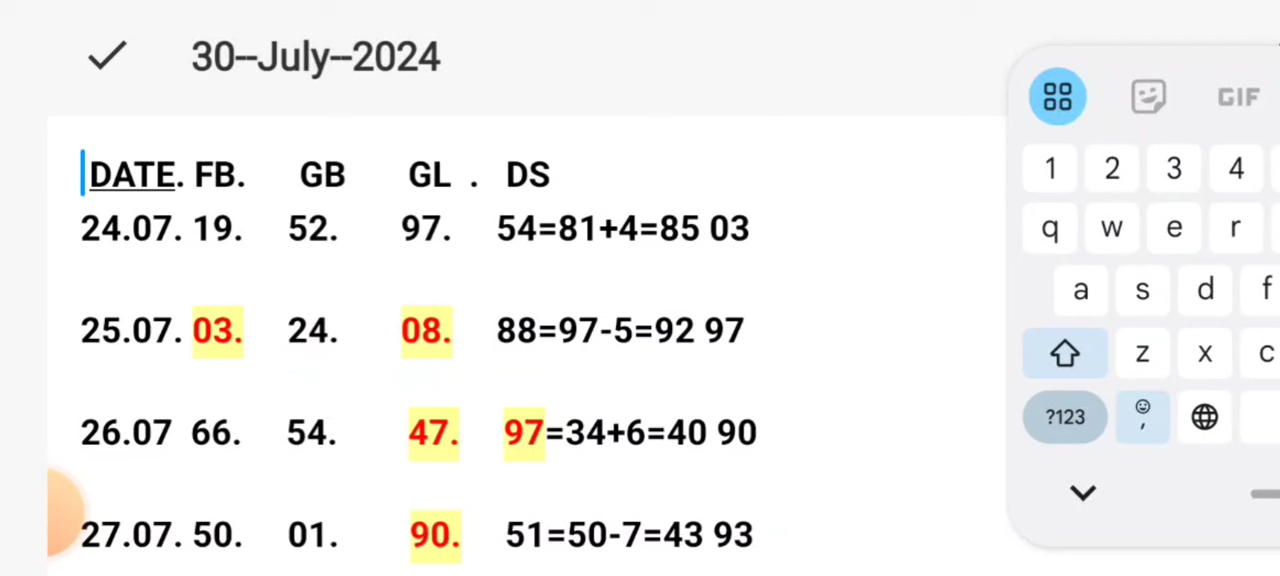 30--July--2024
GIF
DATE. FB. GB GL . DS
24.07. 19. 52. 97. 54=81+4=85 03
25.07. 03. 24. 08. 88=97-5=92 97
26.07 66. 54. 47. 97=34+6=40 90
27.07. 50. 01. 90. 51=50-7=43 93
1 2 3 4
q w e r
a s d f
z x c
?123 ,